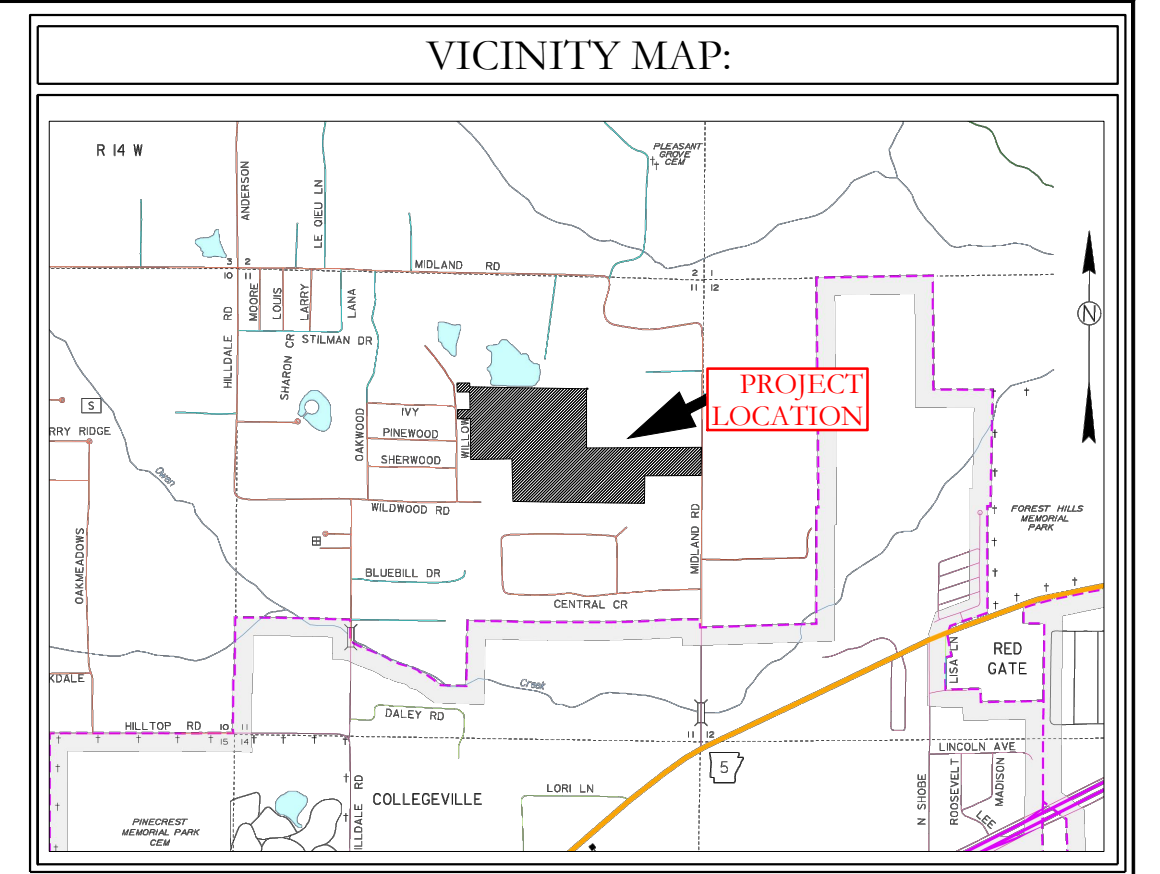 VICINITY MAP:
R 14 W
ANDERSON
LE QIEU LN
PLEASANT
GROVE
CEM
3 2
10 11
MIDLAND RD
2 1
11 12
HILLDALE RD
MOORE
LOUIS
LARRY
LANA
STILMAN DR
SHARON CR
N
PROJECT
LOCATION
S
RRY RIDGE
OAKWOOD
IVY
PINEWOOD
SHERWOOD
WILLOW
Owen
WILDWOOD RD
MIDLAND RD
FOREST HILLS
MEMORIAL
PARK
OAKMEADOWS
BLUEBILL DR
CENTRAL CR
LISA LN
RED
GATE
KDALE
Creek
DALEY RD
HILLTOP RD
10 11
15 14
11 12
5
LINCOLN AVE
ILLDALE RD
COLLEGEVILLE
LORI LN
N SHOBE
ROOSEVELT
MADISON
LEE
PINECREST
MEMORIAL PARK
CEM